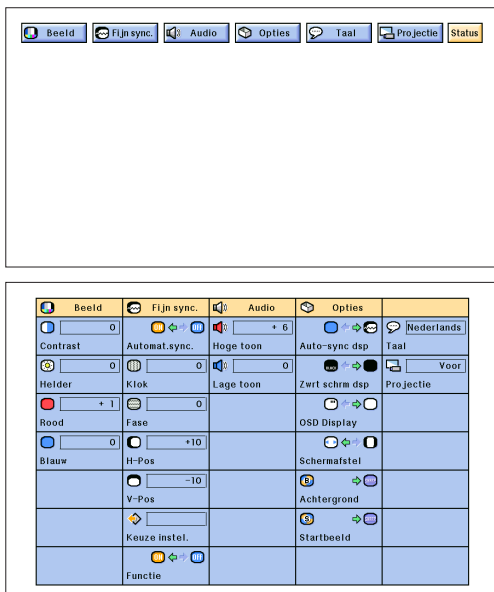 Beeld Fijn sync. Audio Opties Taal Projectie Status
Beeld Fijn sync. Audio Opties
0 + 6 Nederlands
Contrast Automat.sync. Hoge toon Auto-sync dsp Taal
0 0 0 Voor
Helder Klok Lage toon Zwrt schrm dsp Projectie
+ 1 0
Rood Fase OSD Display
0 +10
Blauw H-Pos Schermafstel
-10
V-Pos Achtergrond
Keuze instel. Startbeeld
Functie